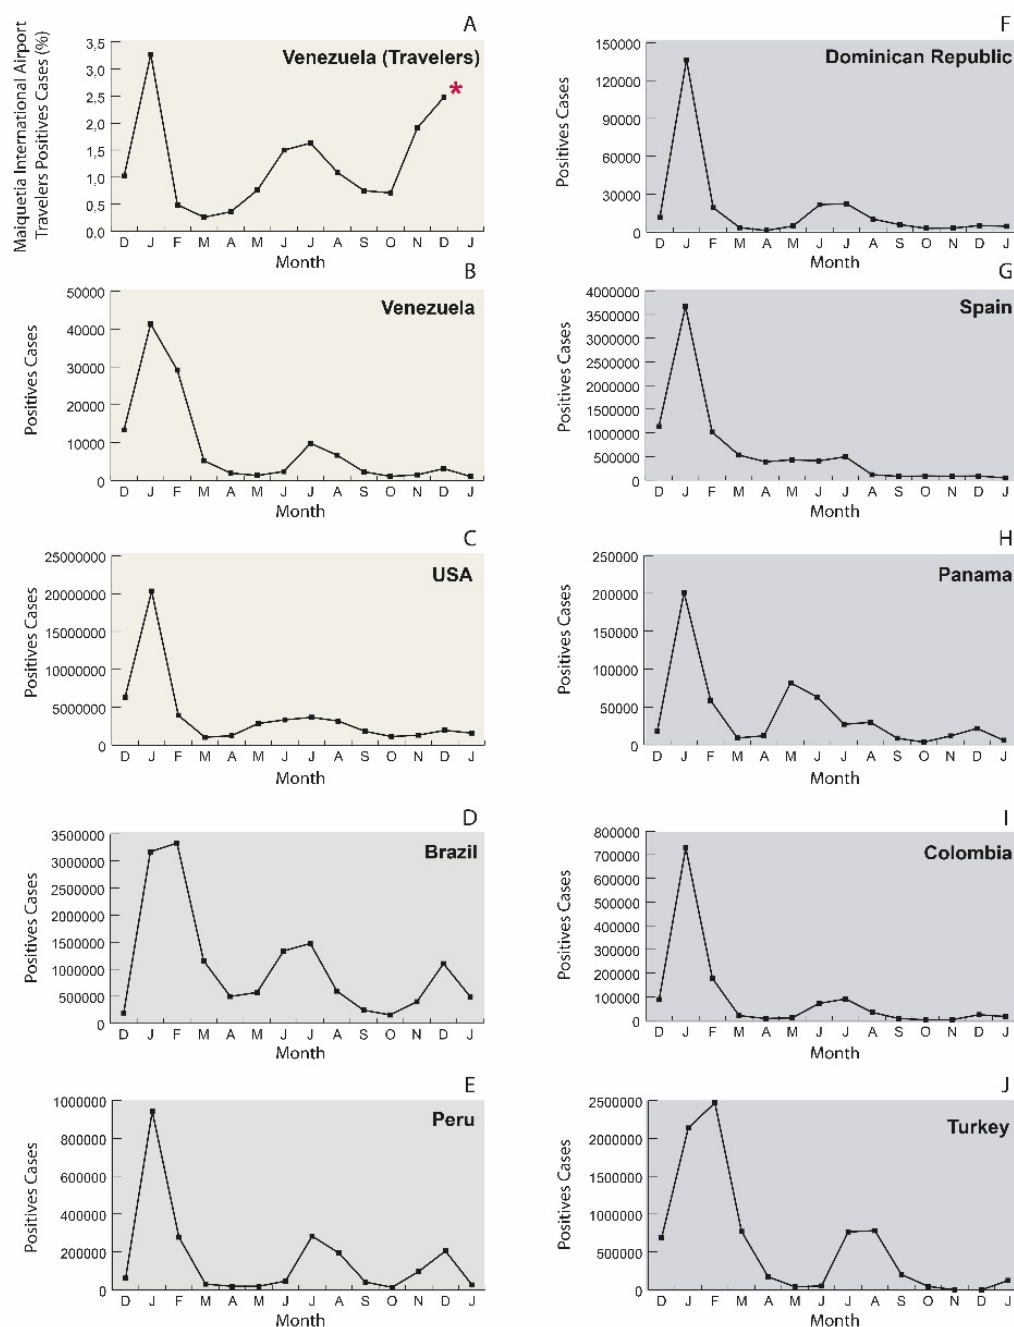 A
Venezuela (Travelers)
Maiquetia International Airport
Travelers Positives Cases (%)
3,5
3,0
2,5
2,0
1,5
1,0
0,5
0,0
*
D J F M A M J J A S O N D J
Month
B
Venezuela
Positives Cases
50000
40000
30000
20000
10000
0
D J F M A M J J A S O N D J
Month
C
USA
Positives Cases
25000000
20000000
15000000
10000000
5000000
0
D J F M A M J J A S O N D J
Month
D
Brazil
Positives Cases
3500000
3000000
2500000
2000000
1500000
1000000
500000
0
D J F M A M J J A S O N D J
Month
E
Peru
Positives Cases
1000000
800000
600000
400000
200000
0
D J F M A M J J A S O N D J
Month
F
Dominican Republic
Positives Cases
150000
120000
90000
60000
30000
0
D J F M A M J J A S O N D J
Month
G
Spain
Positives Cases
4000000
3500000
3000000
2500000
2000000
1500000
1000000
500000
0
D J F M A M J J A S O N D J
Month
H
Panama
Positives Cases
250000
200000
150000
100000
50000
0
D J F M A M J J A S O N D J
Month
I
Colombia
Positives Cases
800000
700000
600000
500000
400000
300000
200000
100000
0
D J F M A M J J A S O N D J
Month
J
Turkey
Positives Cases
2500000
2000000
1500000
1000000
500000
0
D J F M A M J J A S O N D J
Month